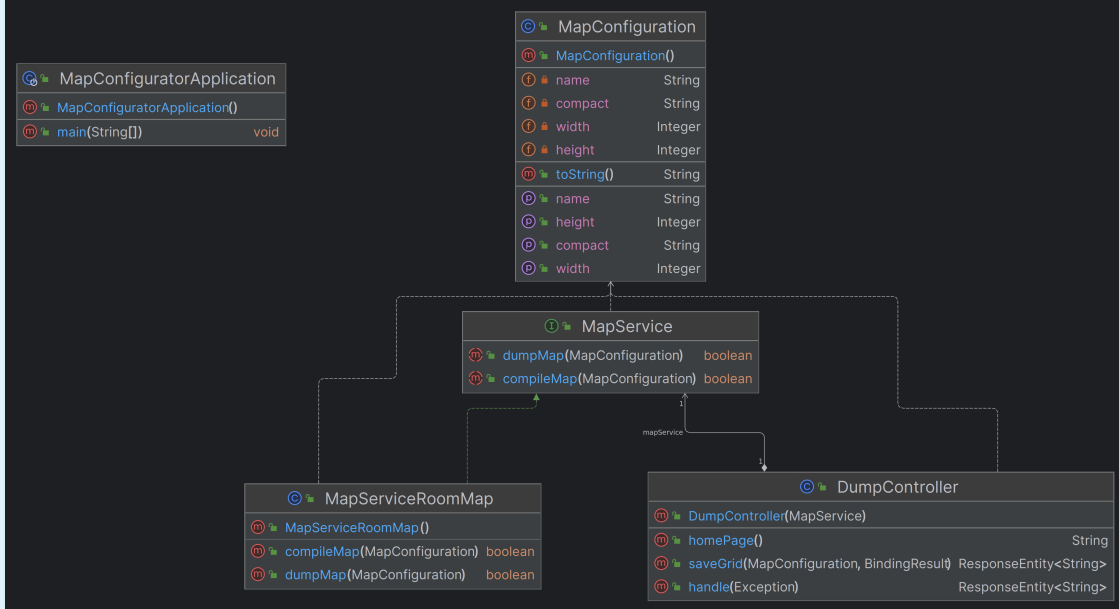 MapConfiguratorApplication
MapConfiguratorApplication()
main(String[]) void
MapConfiguration
MapConfiguration()
name String
compact String
width Integer
height Integer
toString() String
name String
height Integer
compact String
width Integer
MapService
dumpMap(MapConfiguration) boolean
compileMap(MapConfiguration) boolean
1
mapService
1
MapServiceRoomMap
MapServiceRoomMap()
compileMap(MapConfiguration) boolean
dumpMap(MapConfiguration) boolean
DumpController
DumpController(MapService)
homePage() String
saveGrid(MapConfiguration, BindingResult) ResponseEntity<String>
handle(Exception) ResponseEntity<String>